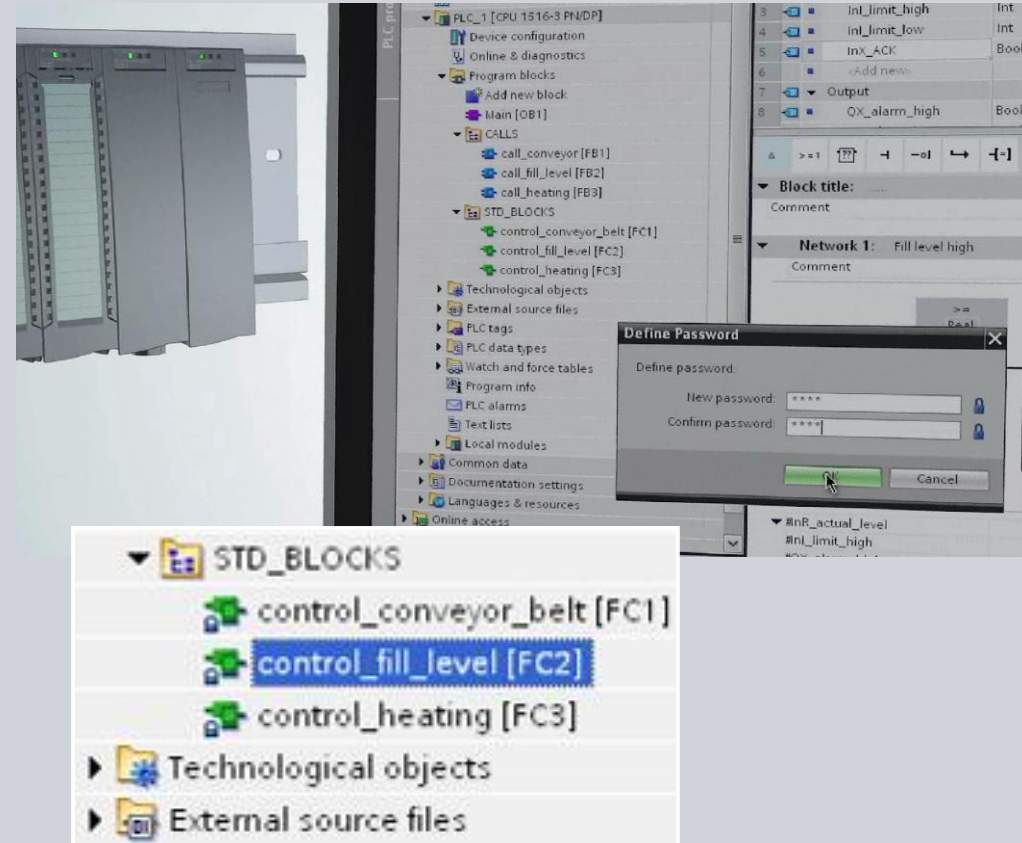 PLC_1 [CPU 1516-3 PN/DP]
Device configuration
Online & diagnostics
Program blocks
Add new block
Main [OB1]
CALLS
call_conveyor [FB1]
call_fill_level [FB2]
call_heating [FB3]
STD_BLOCKS
control_conveyor_belt [FC1]
control_fill_level [FC2]
control_heating [FC3]
Technological objects
External source files
PLC tags
PLC data types
Watch and force tables
Program info
PLC alarms
Text lists
Local modules
Common data
Documentation settings
Languages & resources
Online access
3 InI_limit_high Int
4 InI_limit_low Int
5 InX_ACK Bool
6 <Add new>
7 Output
8 QX_alarm_high Bool
& >=1 ??
Block title:
Comment
Network 1: Fill level high
Comment
>=
Real
Define Password
Define password:
New password: ****
Confirm password: ****
OK Cancel
#InR_actual_level
#InI_limit_high
STD_BLOCKS
control_conveyor_belt [FC1]
control_fill_level [FC2]
control_heating [FC3]
Technological objects
External source files